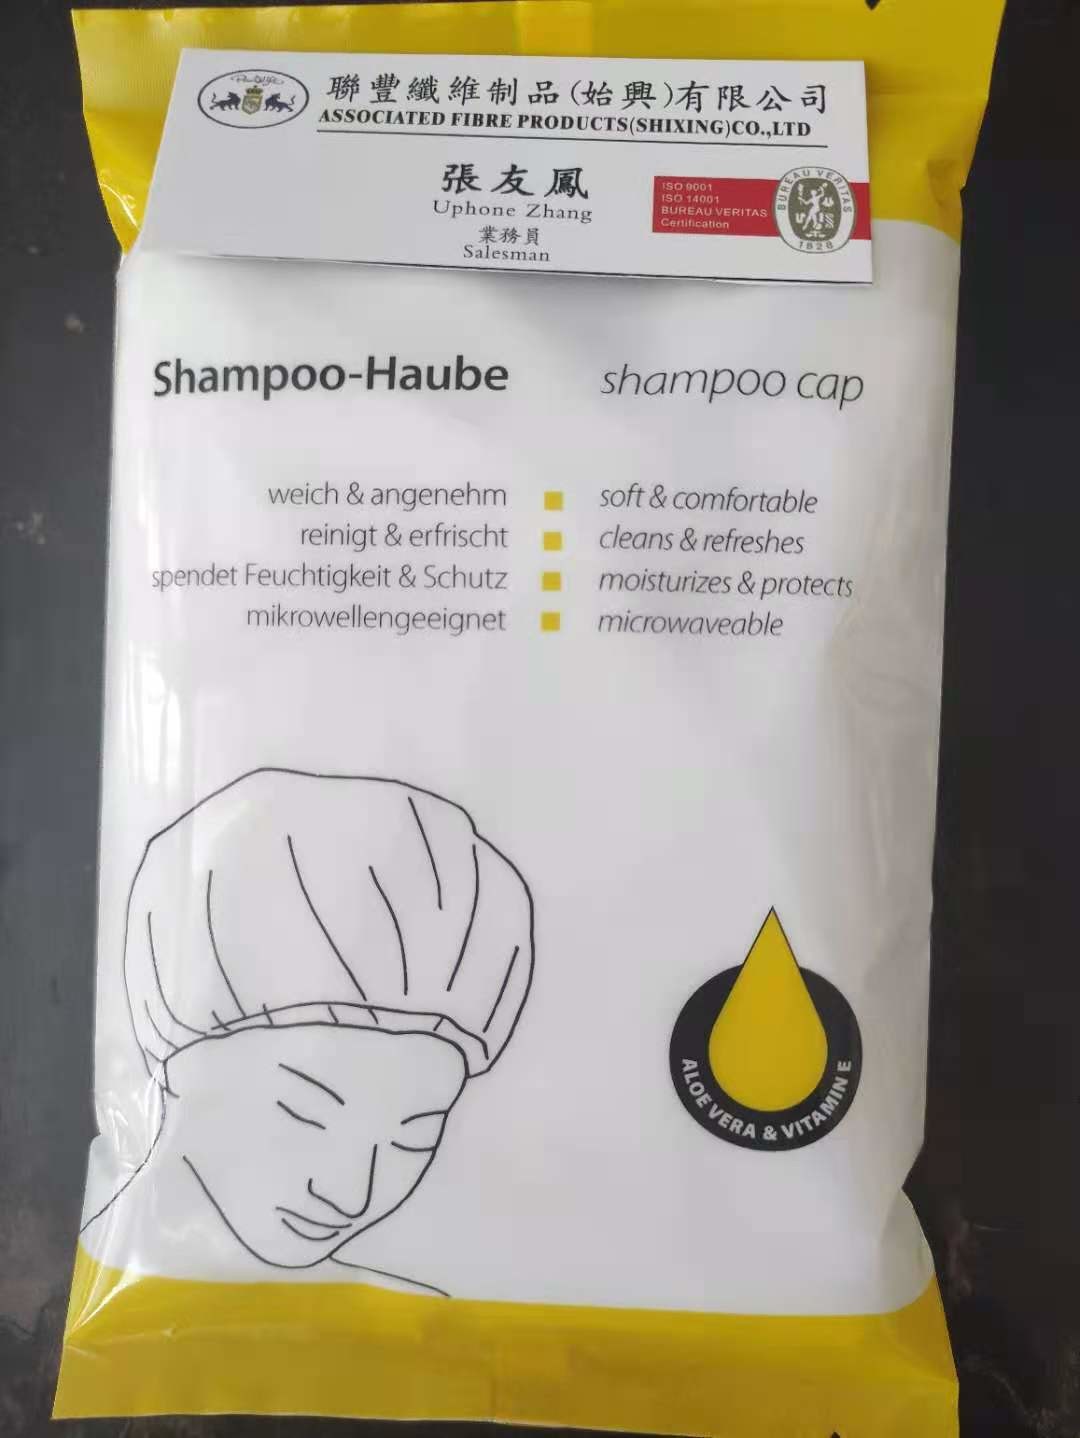 聯豐纖維制品(始興)有限公司
ASSOCIATED FIBRE PRODUCTS(SHIXING)CO.,LTD
張友鳳
Uphone Zhang
業務員
Salesman
ISO 9001
ISO 14001
BUREAU VERITAS
Certification
BUREAU VERITAS
1828
Shampoo-Haube
shampoo cap
weich & angenehm
soft & comfortable
reinigt & erfrischt
cleans & refreshes
spendet Feuchtigkeit & Schutz
moisturizes & protects
mikrowellengeeignet
microwaveable
ALOE VERA & VITAMIN E